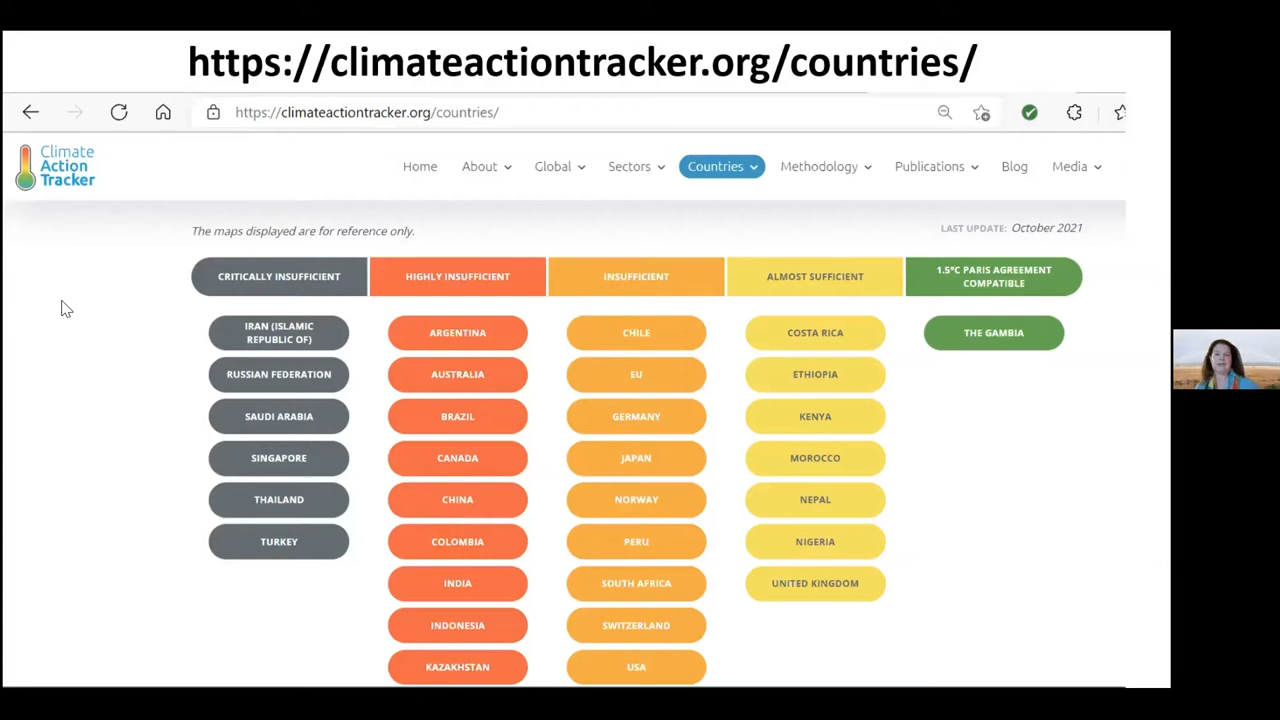 https://climateactiontracker.org/countries/
https://climateactiontracker.org/countries/
Climate
Action
Tracker
Home
About
Global
Sectors
Countries
Methodology
Publications
Blog
Media
The maps displayed are for reference only.
LAST UPDATE: October 2021
CRITICALLY INSUFFICIENT
HIGHLY INSUFFICIENT
INSUFFICIENT
ALMOST SUFFICIENT
1.5°C PARIS AGREEMENT
COMPATIBLE
IRAN (ISLAMIC
REPUBLIC OF)
RUSSIAN FEDERATION
SAUDI ARABIA
SINGAPORE
THAILAND
TURKEY
ARGENTINA
AUSTRALIA
BRAZIL
CANADA
CHINA
COLOMBIA
INDIA
INDONESIA
KAZAKHSTAN
CHILE
EU
GERMANY
JAPAN
NORWAY
PERU
SOUTH AFRICA
SWITZERLAND
USA
COSTA RICA
ETHIOPIA
KENYA
MOROCCO
NEPAL
NIGERIA
UNITED KINGDOM
THE GAMBIA